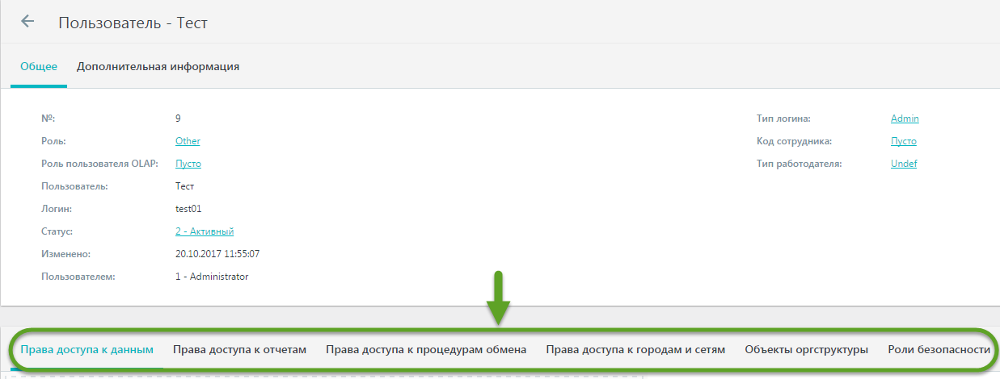 Пользователь - Тест
Общее Дополнительная информация
№: 9 Тип логина: Admin
Роль: Other Код сотрудника: Пусто
Роль пользователя OLAP: Пусто Тип работодателя: Undef
Пользователь: Тест
Логин: test01
Статус: 2 - Активный
Изменено: 20.10.2017 11:55:07
Пользователем: 1 - Administrator
Права доступа к данным Права доступа к отчетам Права доступа к процедурам обмена Права доступа к городам и сетям Объекты оргструктуры Роли безопасности